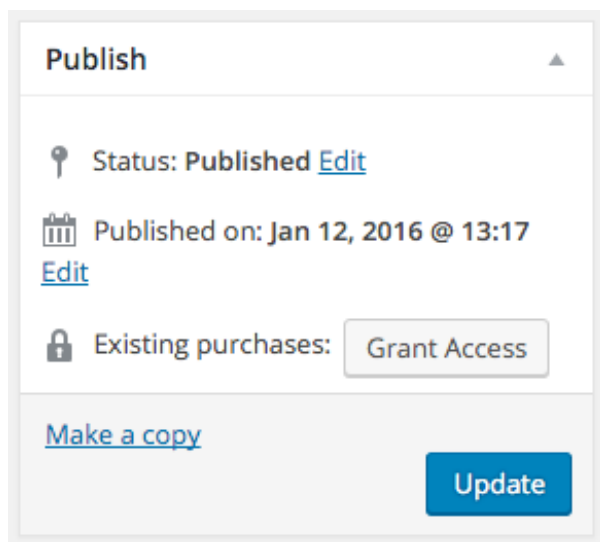 Publish
Status: Published Edit
Published on: Jan 12, 2016 @ 13:17
Edit
Existing purchases: Grant Access
Make a copy
Update